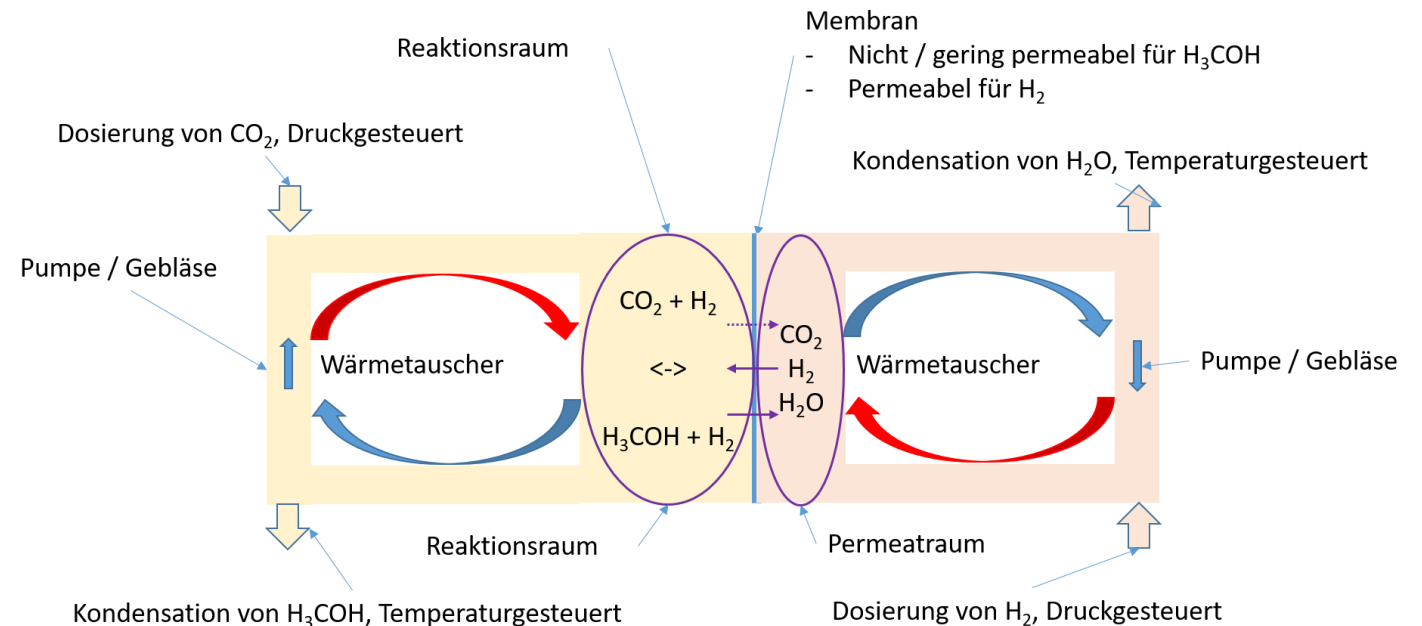 Membran
Reaktionsraum
- Nicht / gering permeabel für H₃COH
- Permeabel für H₂
Dosierung von CO₂, Druckgesteuert
Kondensation von H₂O, Temperaturgesteuert
Pumpe / Gebläse
CO₂ + H₂
CO₂
Wärmetauscher
<->
H₂
Wärmetauscher
Pumpe / Gebläse
H₂O
H₃COH + H₂
Reaktionsraum
Permeatraum
Kondensation von H₃COH, Temperaturgesteuert
Dosierung von H₂, Druckgesteuert